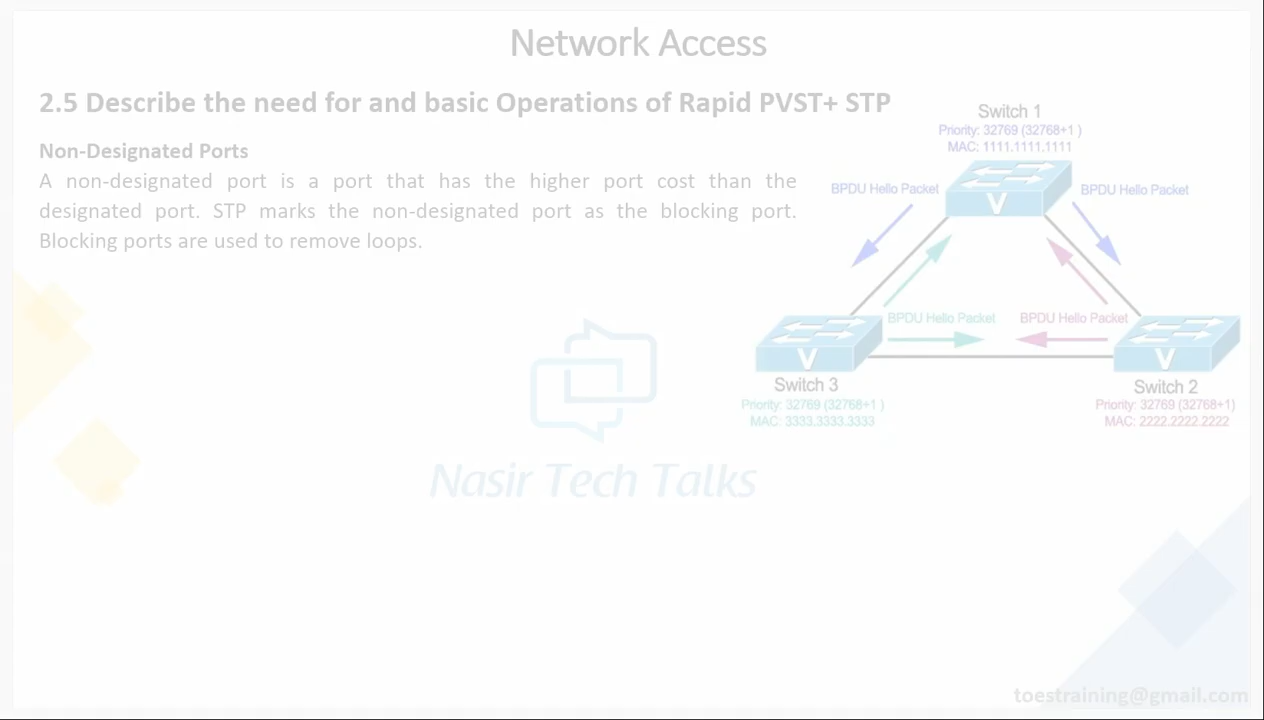 Network Access
2.5 Describe the need for and basic Operations of Rapid PVST+ STP
Non-Designated Ports
A non-designated port is a port that has the higher port cost than the
designated port. STP marks the non-designated port as the blocking port.
Blocking ports are used to remove loops.
Switch 1
Priority: 32769 (32768+1 )
MAC: 1111.1111.1111
BPDU Hello Packet
BPDU Hello Packet
V
BPDU Hello Packet
BPDU Hello Packet
V
V
Switch 3
Priority: 32769 (32768+1 )
MAC: 3333.3333.3333
Switch 2
Priority: 32769 (32768+1)
MAC: 2222.2222.2222
Nasir Tech Talks
toestraining@gmail.com